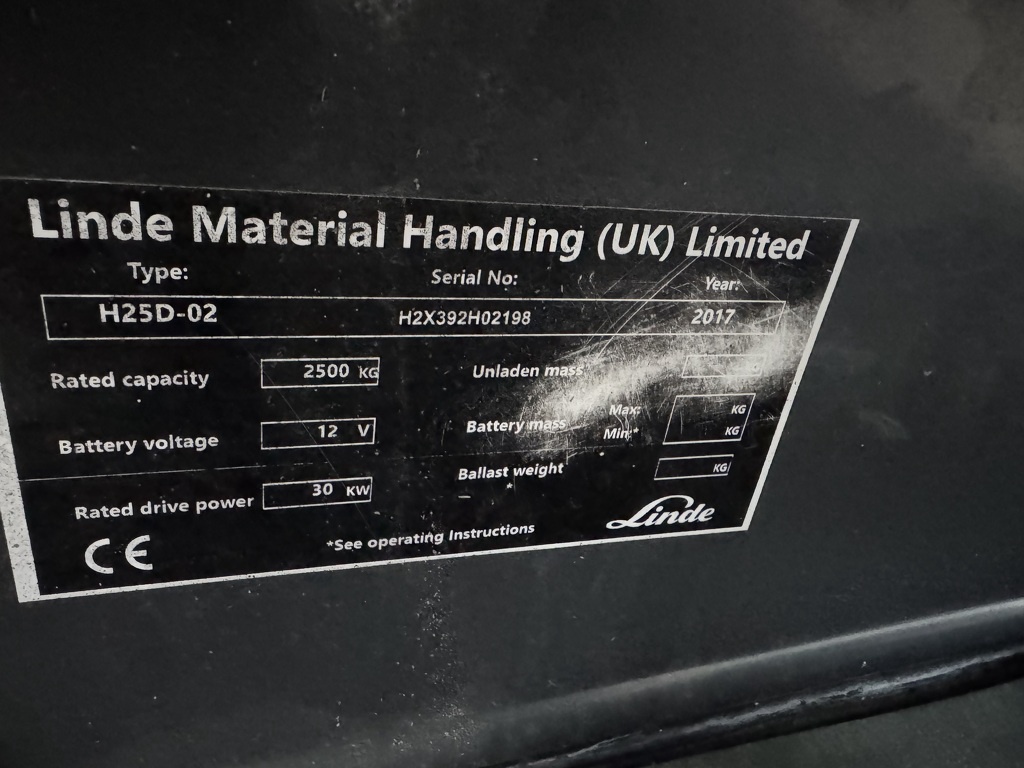 Linde Material Handling (UK) Limited
Type: Serial No: Year:
H25D-02 H2X392H02198 2017
Rated capacity 2500 KG Unladen mass
Battery voltage 12 V Battery mass Max: KG
Min.* KG
Rated drive power 30 KW Ballast weight * KG
CE *See operating Instructions Linde